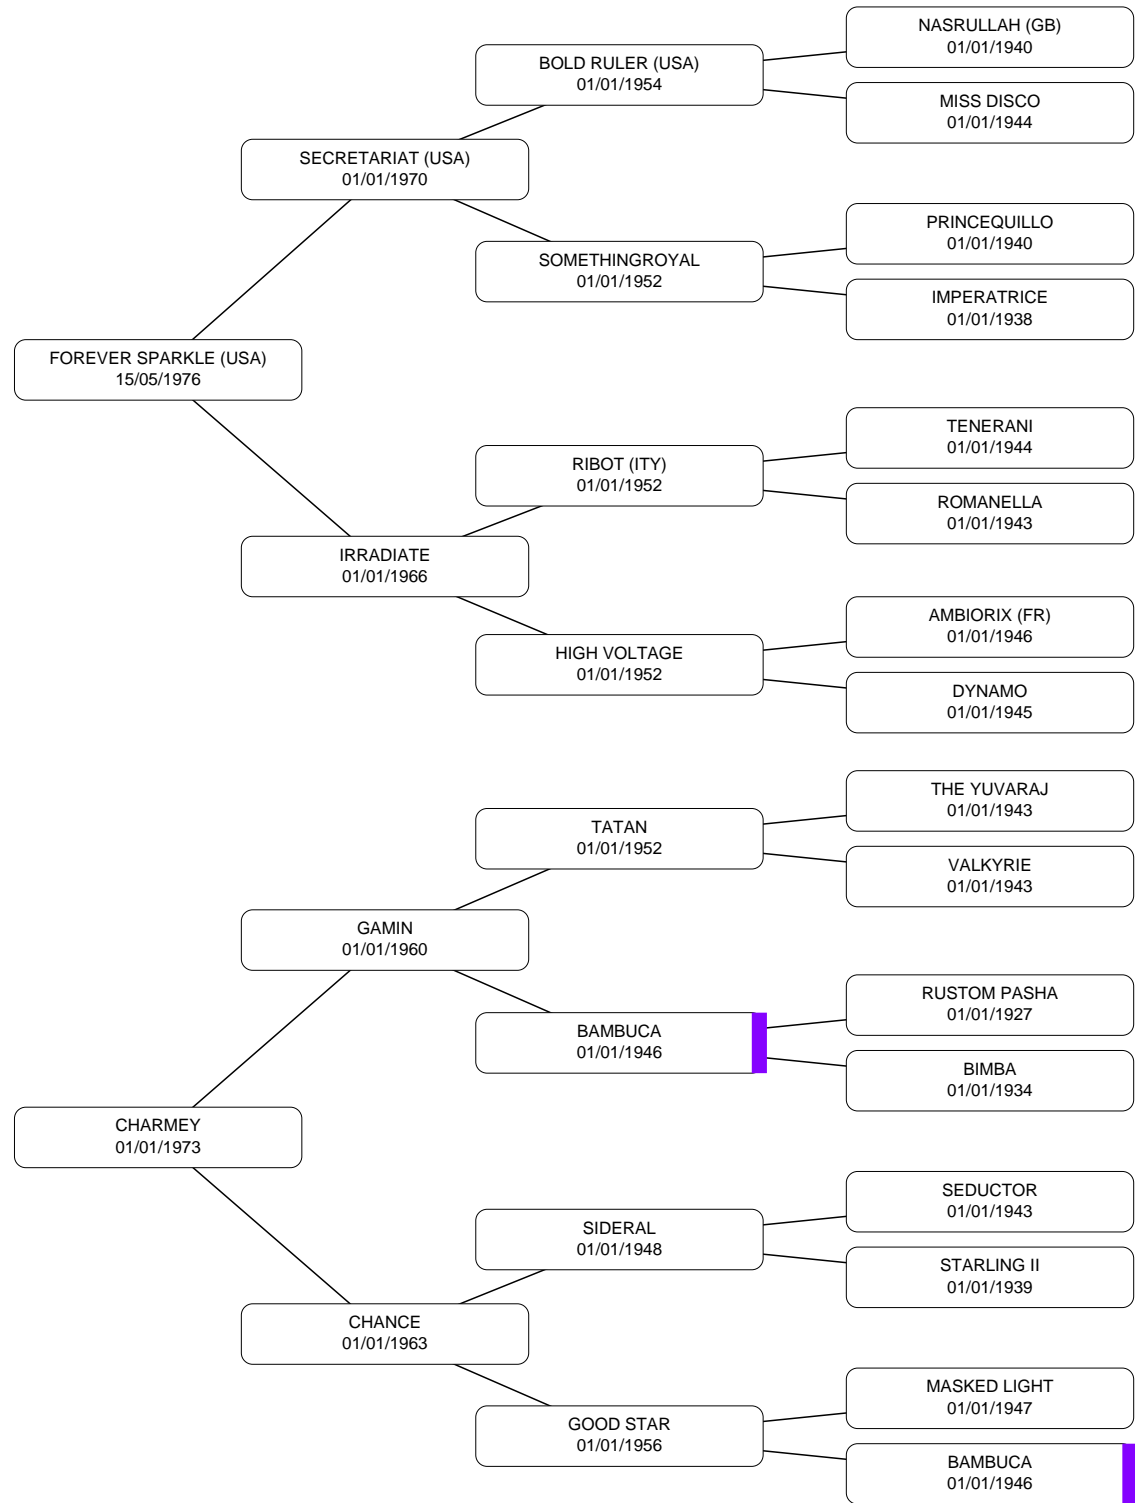 NASRULLAH (GB)
01/01/1940
BOLD RULER (USA)
01/01/1954
MISS DISCO
01/01/1944
SECRETARIAT (USA)
01/01/1970
PRINCEQUILLO
01/01/1940
SOMETHINGROYAL
01/01/1952
IMPERATRICE
01/01/1938
FOREVER SPARKLE (USA)
15/05/1976
TENERANI
01/01/1944
RIBOT (ITY)
01/01/1952
ROMANELLA
01/01/1943
IRRADIATE
01/01/1966
AMBIORIX (FR)
01/01/1946
HIGH VOLTAGE
01/01/1952
DYNAMO
01/01/1945
THE YUVARAJ
01/01/1943
TATAN
01/01/1952
VALKYRIE
01/01/1943
GAMIN
01/01/1960
RUSTOM PASHA
01/01/1927
BAMBUCA
01/01/1946
BIMBA
01/01/1934
CHARMEY
01/01/1973
SEDUCTOR
01/01/1943
SIDERAL
01/01/1948
STARLING II
01/01/1939
CHANCE
01/01/1963
MASKED LIGHT
01/01/1947
GOOD STAR
01/01/1956
BAMBUCA
01/01/1946